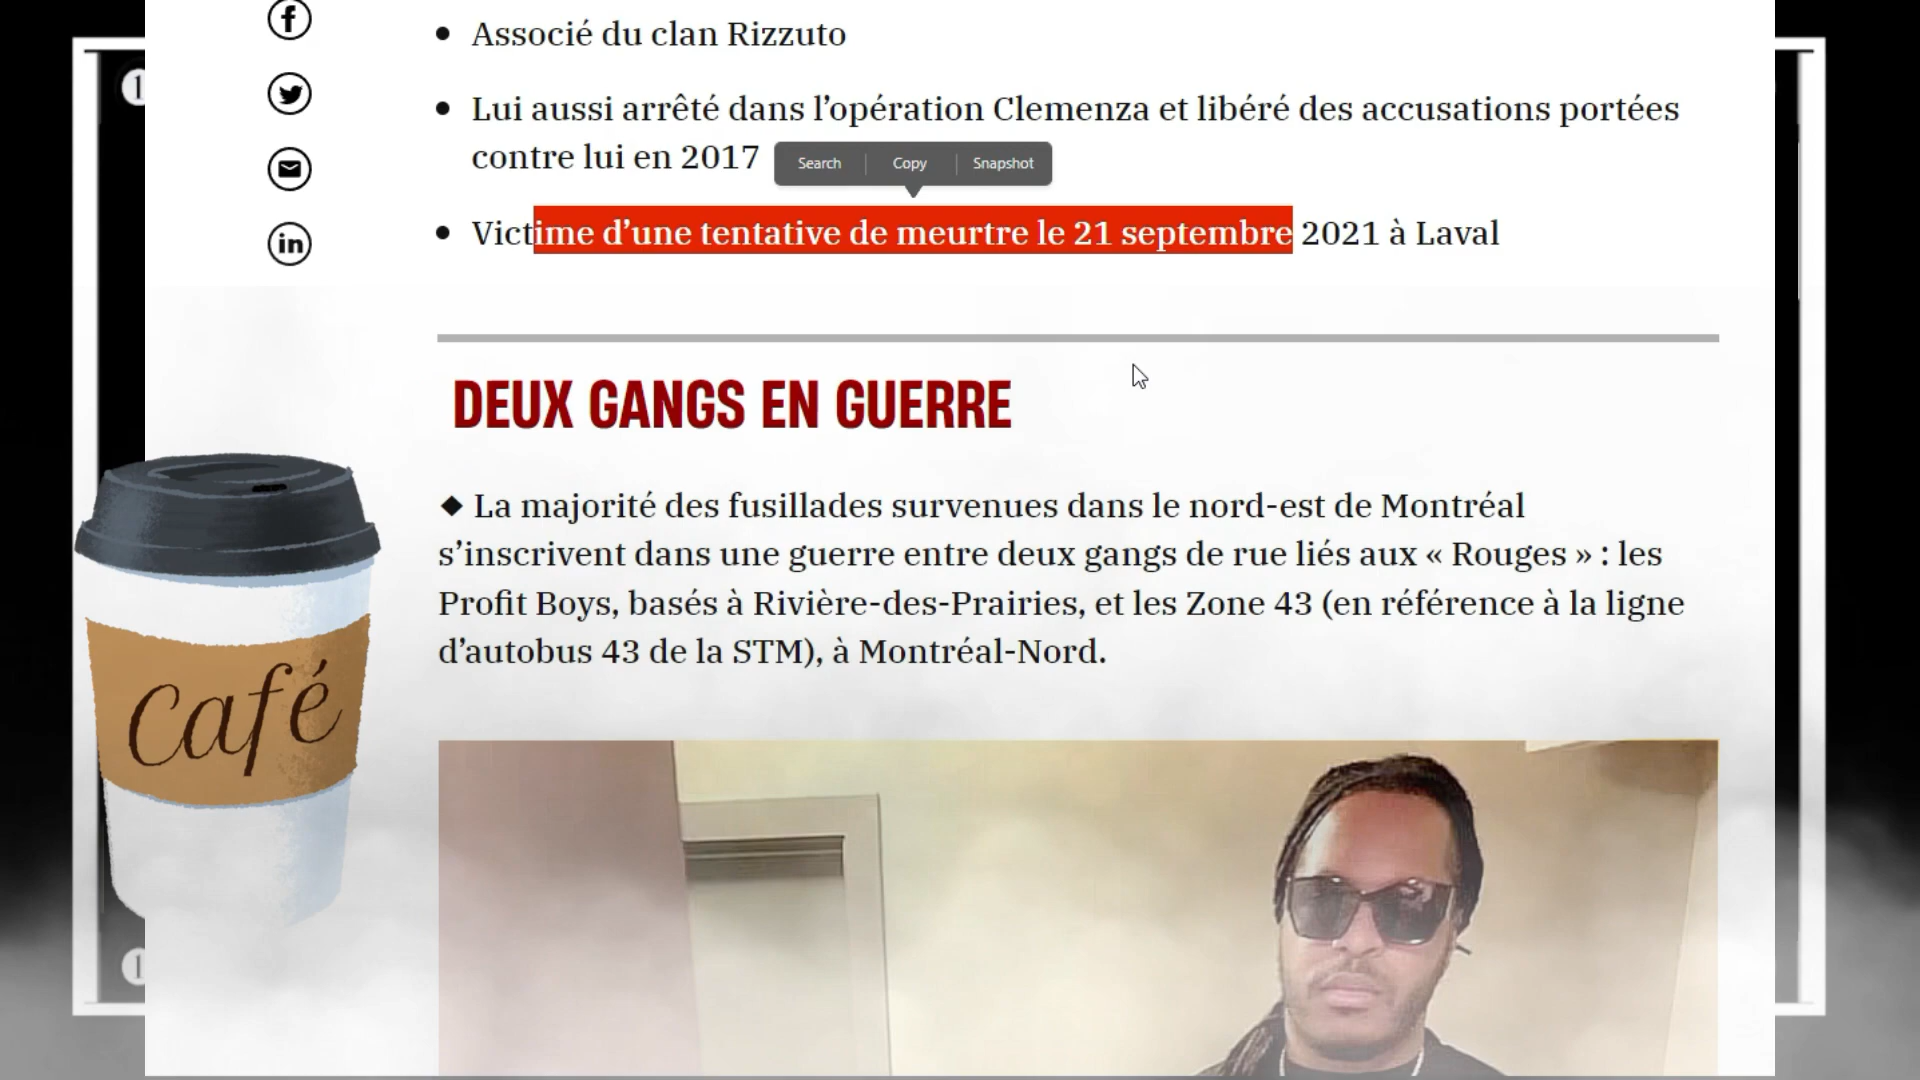 Associé du clan Rizzuto
Lui aussi arrêté dans l’opération Clemenza et libéré des accusations portées
contre lui en 2017
Search Copy Snapshot
Victime d’une tentative de meurtre le 21 septembre 2021 à Laval
DEUX GANGS EN GUERRE
◆ La majorité des fusillades survenues dans le nord-est de Montréal
s’inscrivent dans une guerre entre deux gangs de rue liés aux « Rouges » : les
Profit Boys, basés à Rivière-des-Prairies, et les Zone 43 (en référence à la ligne
d’autobus 43 de la STM), à Montréal-Nord.
Café